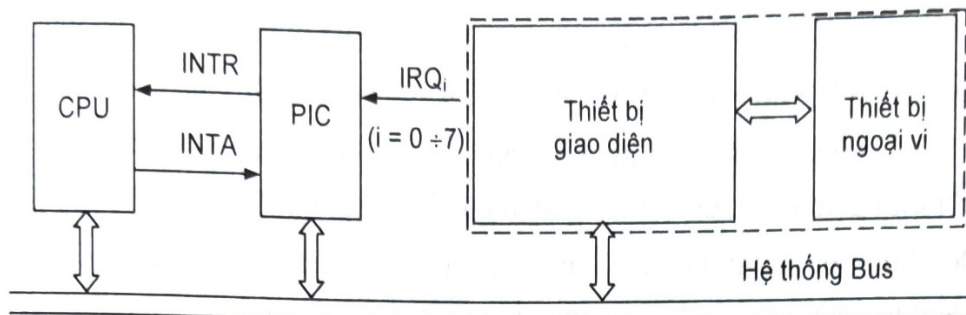 CPU
INTR
INTA
PIC
IRQi
(i = 0 ÷7)
Thiết bị
giao diện
Thiết bị
ngoại vi
Hệ thống Bus